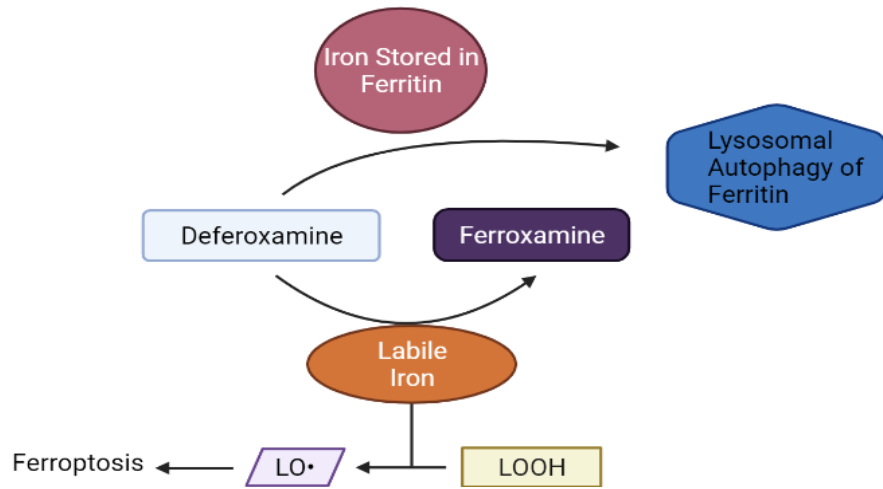 Iron Stored in
Ferritin
Lysosomal
Autophagy of
Ferritin
Deferoxamine
Ferroxamine
Labile
Iron
Ferroptosis
LO•
LOOH